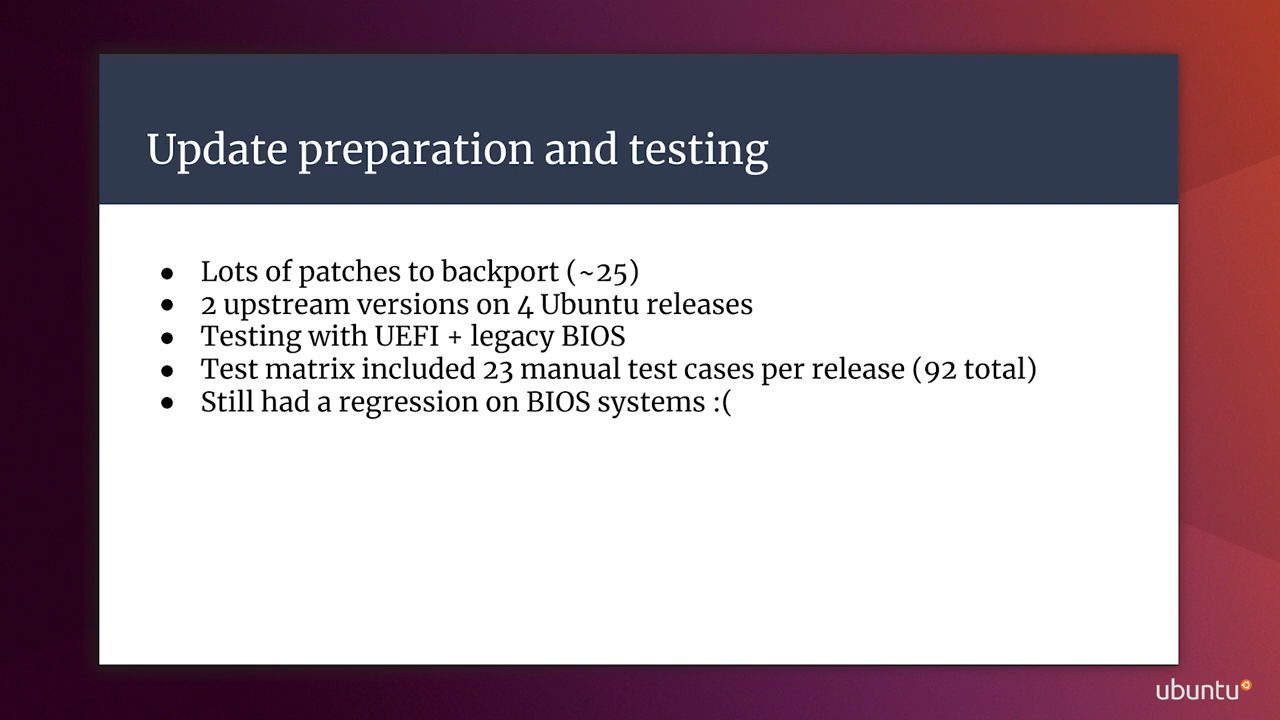 Update preparation and testing
● Lots of patches to backport (~25)
● 2 upstream versions on 4 Ubuntu releases
● Testing with UEFI + legacy BIOS
● Test matrix included 23 manual test cases per release (92 total)
● Still had a regression on BIOS systems :(
ubuntu